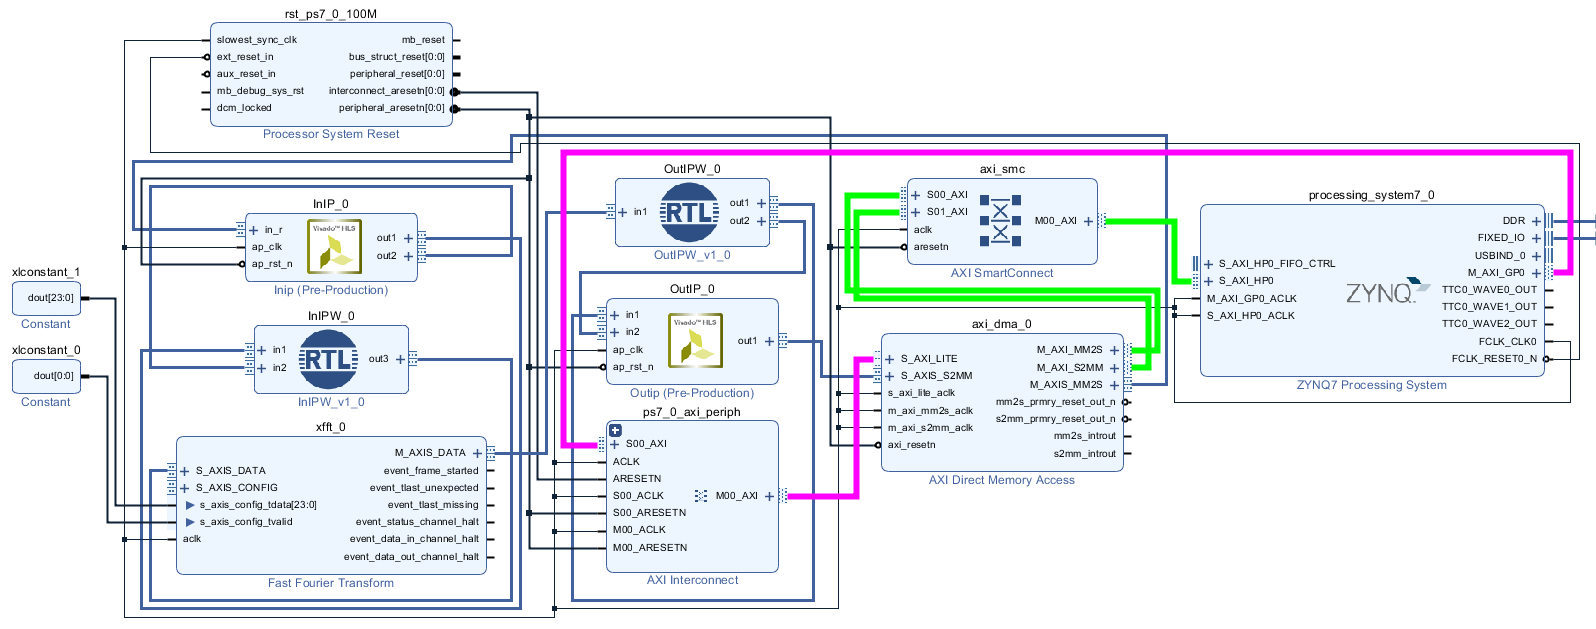 rst_ps7_0_100M
slowest_sync_clk
ext_reset_in
aux_reset_in
mb_debug_sys_rst
dcm_locked
mb_reset
bus_struct_reset[0:0]
peripheral_reset[0:0]
interconnect_aresetn[0:0]
peripheral_aresetn[0:0]
Processor System Reset
InIP_0
in_r
ap_clk
ap_rst_n
Vivado™ HLS
out1
out2
Inip (Pre-Production)
xlconstant_1
dout[23:0]
Constant
xlconstant_0
dout[0:0]
Constant
InIPW_0
in1
in2
RTL
out3
InIPW_v1_0
xfft_0
S_AXIS_DATA
S_AXIS_CONFIG
s_axis_config_tdata[23:0]
s_axis_config_tvalid
aclk
M_AXIS_DATA
event_frame_started
event_tlast_unexpected
event_tlast_missing
event_status_channel_halt
event_data_in_channel_halt
event_data_out_channel_halt
Fast Fourier Transform
OutIPW_0
in1
RTL
out1
out2
OutIPW_v1_0
OutIP_0
in1
in2
ap_clk
ap_rst_n
Vivado™ HLS
out1
Outip (Pre-Production)
ps7_0_axi_periph
S00_AXI
ACLK
ARESETN
S00_ACLK
S00_ARESETN
M00_ACLK
M00_ARESETN
M00_AXI
AXI Interconnect
axi_smc
S00_AXI
S01_AXI
aclk
aresetn
M00_AXI
AXI SmartConnect
axi_dma_0
S_AXI_LITE
S_AXIS_S2MM
s_axi_lite_aclk
m_axi_mm2s_aclk
m_axi_s2mm_aclk
axi_resetn
M_AXI_MM2S
M_AXI_S2MM
M_AXIS_MM2S
mm2s_prmry_reset_out_n
s2mm_prmry_reset_out_n
mm2s_introut
s2mm_introut
AXI Direct Memory Access
processing_system7_0
S_AXI_HP0_FIFO_CTRL
S_AXI_HP0
M_AXI_GP0_ACLK
S_AXI_HP0_ACLK
ZYNQ
DDR
FIXED_IO
USBIND_0
M_AXI_GP0
TTC0_WAVE0_OUT
TTC0_WAVE1_OUT
TTC0_WAVE2_OUT
FCLK_CLK0
FCLK_RESET0_N
ZYNQ7 Processing System